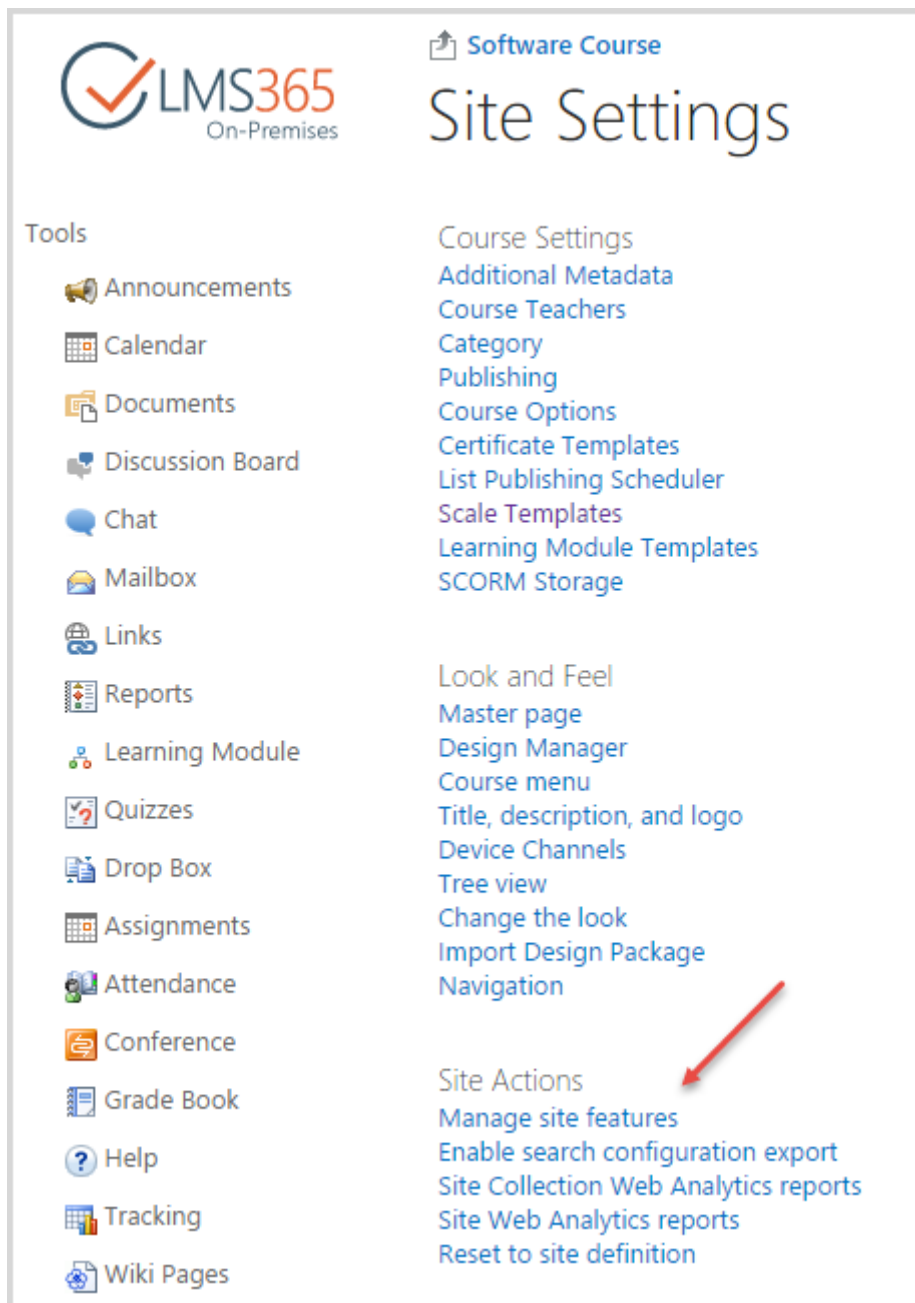 LMS365
On-Premises
Software Course
Site Settings
Tools
Announcements
Calendar
Documents
Discussion Board
Chat
Mailbox
Links
Reports
Learning Module
Quizzes
Drop Box
Assignments
Attendance
Conference
Grade Book
Help
Tracking
Wiki Pages
Course Settings
Additional Metadata
Course Teachers
Category
Publishing
Course Options
Certificate Templates
List Publishing Scheduler
Scale Templates
Learning Module Templates
SCORM Storage
Look and Feel
Master page
Design Manager
Course menu
Title, description, and logo
Device Channels
Tree view
Change the look
Import Design Package
Navigation
Site Actions
Manage site features
Enable search configuration export
Site Collection Web Analytics reports
Site Web Analytics reports
Reset to site definition